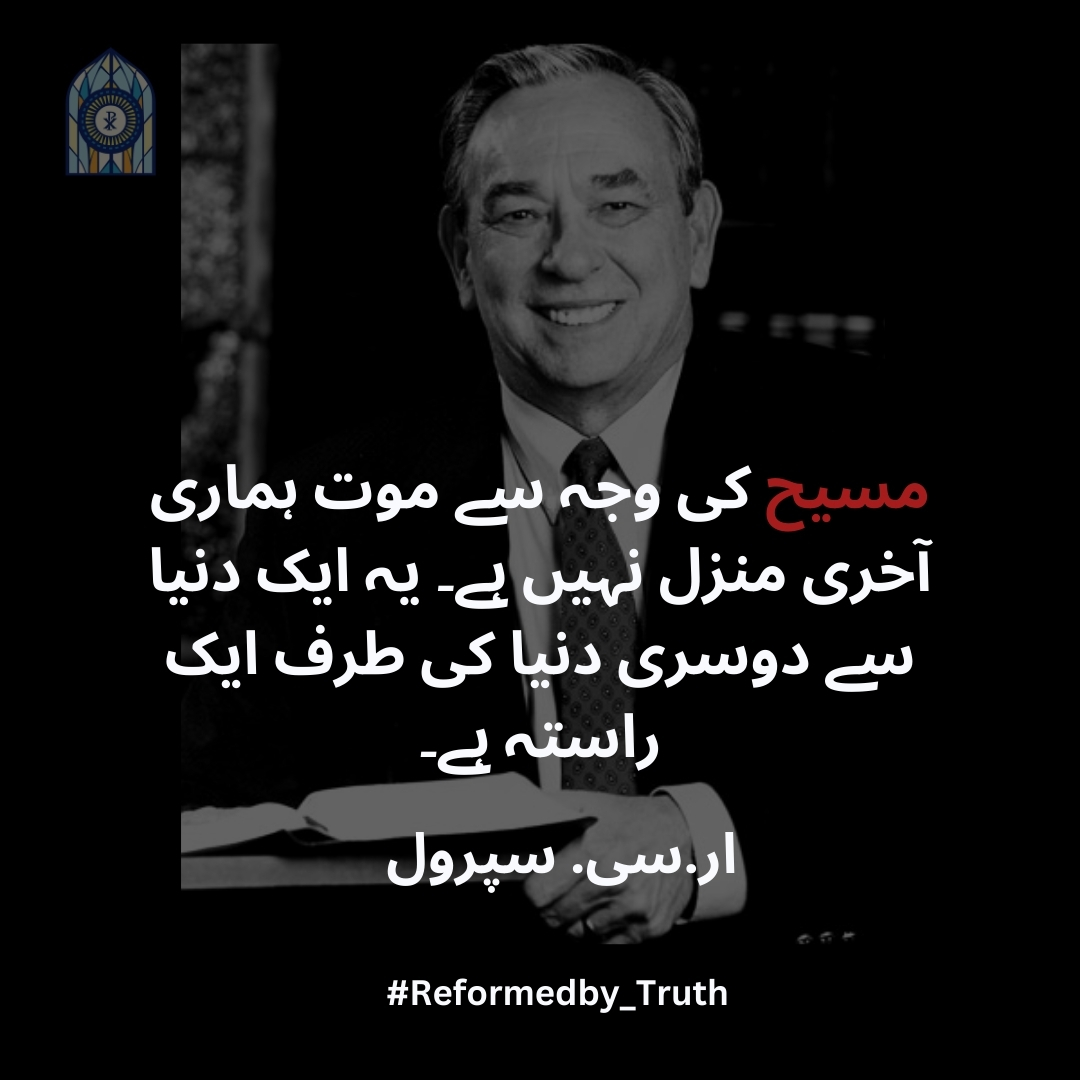 مسیح کی وجہ سے موت ہماری
آخری منزل نہیں ہے۔ یہ ایک دنیا
سے دوسری دنیا کی طرف ایک
راستہ ہے۔
ار.سی. سپرول
#Reformedby_Truth